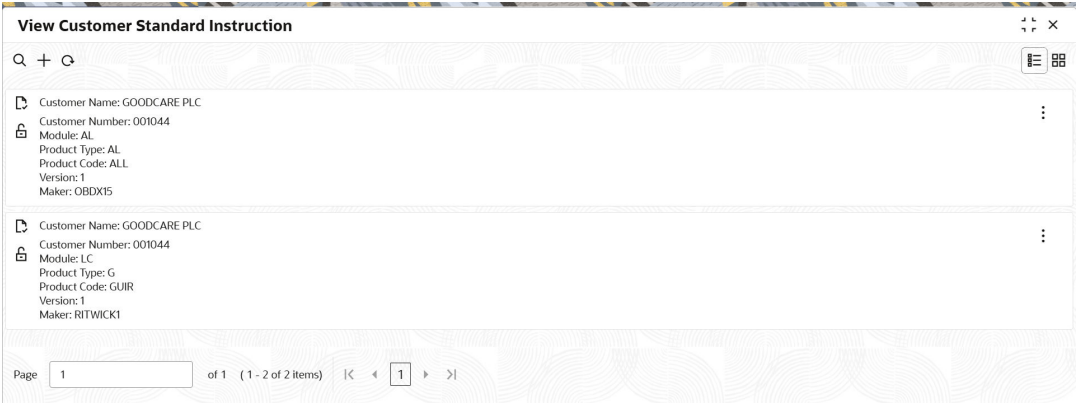 View Customer Standard Instruction
Customer Name: GOODCARE PLC
Customer Number: 001044
Module: AL
Product Type: AL
Product Code: ALL
Version: 1
Maker: OBDX15
Customer Name: GOODCARE PLC
Customer Number: 001044
Module: LC
Product Type: G
Product Code: GUIR
Version: 1
Maker: RITWICK1
Page 1 of 1 (1 - 2 of 2 items) 1